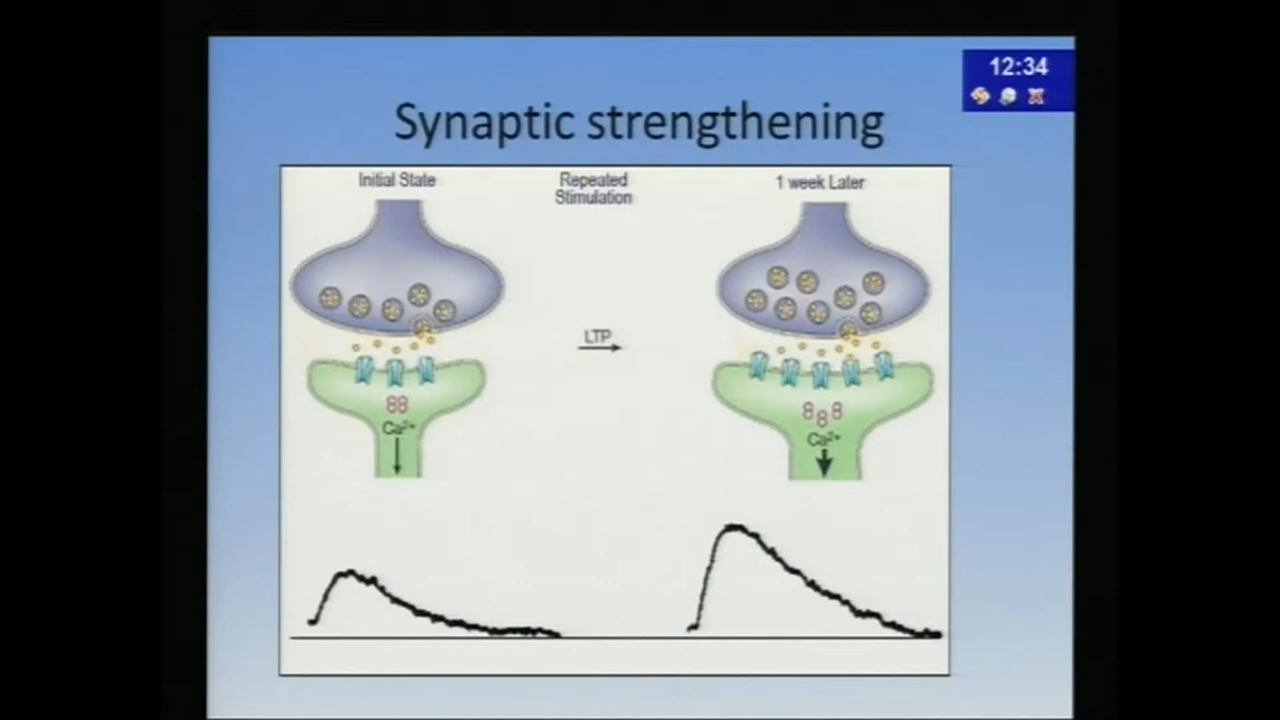 12:34
Synaptic strengthening
Initial State
Repeated
Stimulation
1 week Later
LTP
Ca²⁺
Ca²⁺